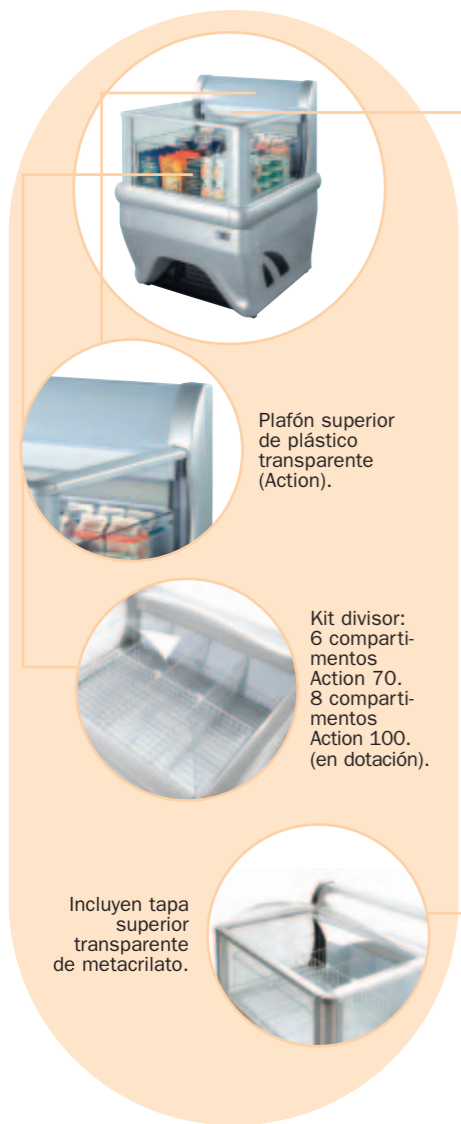 Plafón superior
de plástico
transparente
(Action).
Kit divisor:
6 comparti-
mentos
Action 70.
8 comparti-
mentos
Action 100.
(en dotación).
Incluyen tapa
superior
transparente
de metacrilato.